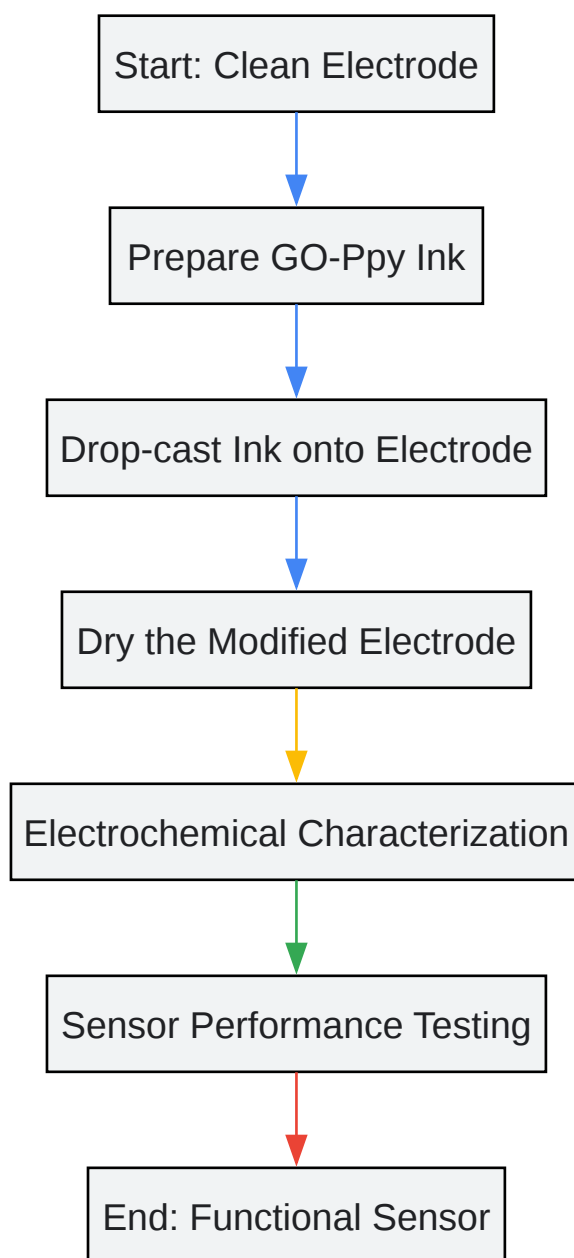 Start: Clean Electrode
Prepare GO-Ppy Ink
Drop-cast Ink onto Electrode
Dry the Modified Electrode
Electrochemical Characterization
Sensor Performance Testing
End: Functional Sensor